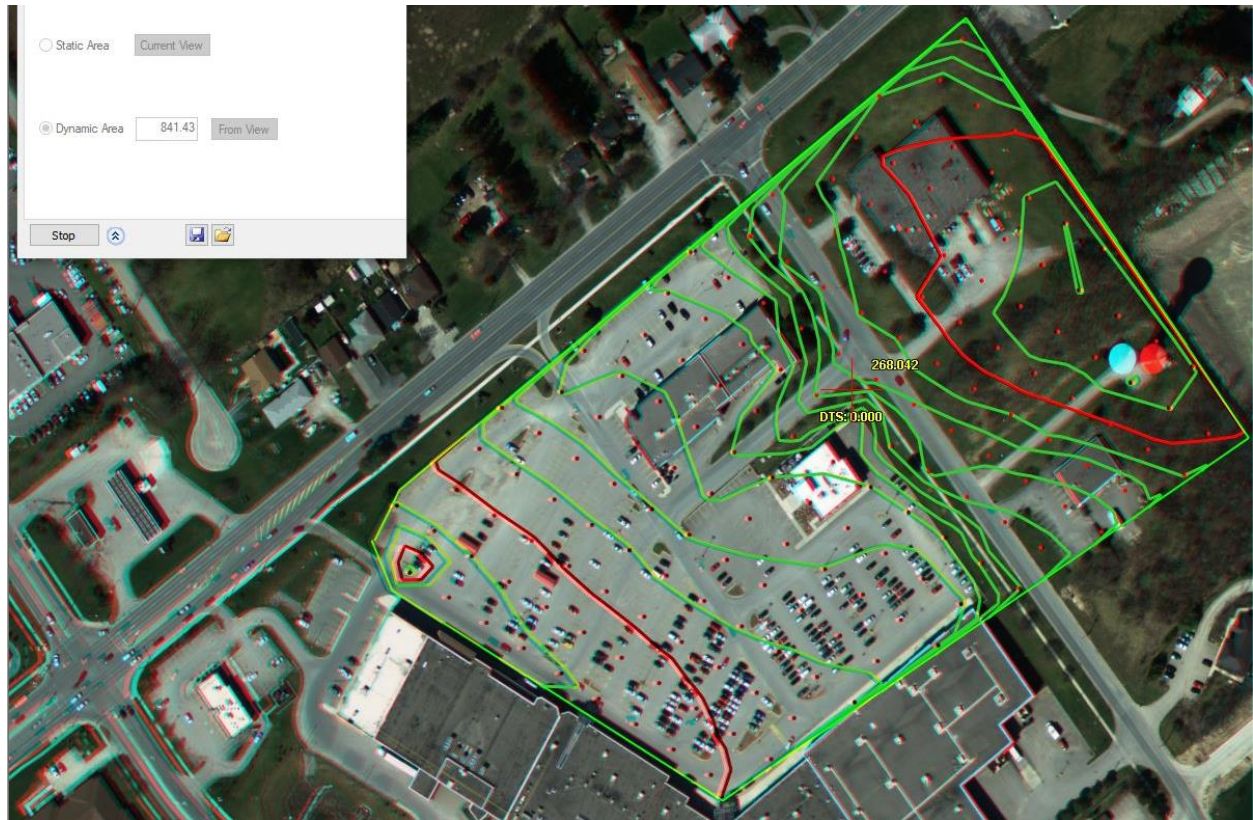 Static Area
Current View
Dynamic Area
841.43
From View
Stop
268.042
DTS: 0.000